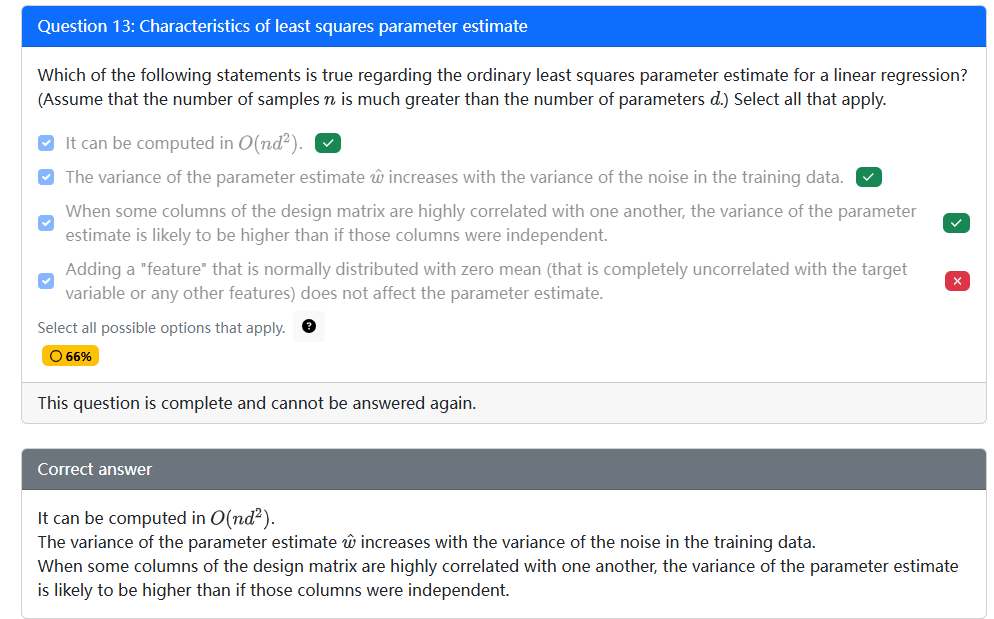 Question 13: Characteristics of least squares parameter estimate
Which of the following statements is true regarding the ordinary least squares parameter estimate for a linear regression?
(Assume that the number of samples n is much greater than the number of parameters d.) Select all that apply.
It can be computed in O(nd²).
The variance of the parameter estimate ŵ increases with the variance of the noise in the training data.
When some columns of the design matrix are highly correlated with one another, the variance of the parameter
estimate is likely to be higher than if those columns were independent.
Adding a "feature" that is normally distributed with zero mean (that is completely uncorrelated with the target
variable or any other features) does not affect the parameter estimate.
Select all possible options that apply. ?
66%
This question is complete and cannot be answered again.
Correct answer
It can be computed in O(nd²).
The variance of the parameter estimate ŵ increases with the variance of the noise in the training data.
When some columns of the design matrix are highly correlated with one another, the variance of the parameter estimate
is likely to be higher than if those columns were independent.